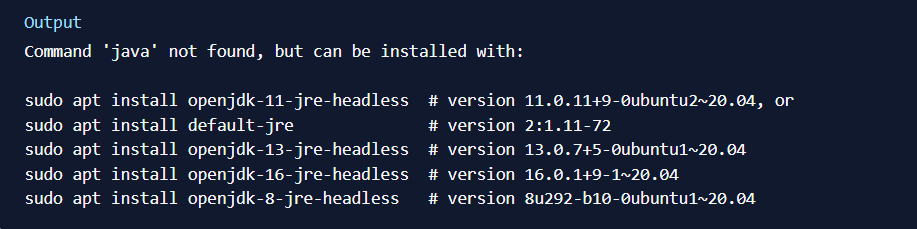 Output
Command 'java' not found, but can be installed with:
sudo apt install openjdk-11-jre-headless  # version 11.0.11+9-0ubuntu2~20.04, or
sudo apt install default-jre              # version 2:1.11-72
sudo apt install openjdk-13-jre-headless  # version 13.0.7+5-0ubuntu1~20.04
sudo apt install openjdk-16-jre-headless  # version 16.0.1+9-1~20.04
sudo apt install openjdk-8-jre-headless   # version 8u292-b10-0ubuntu1~20.04